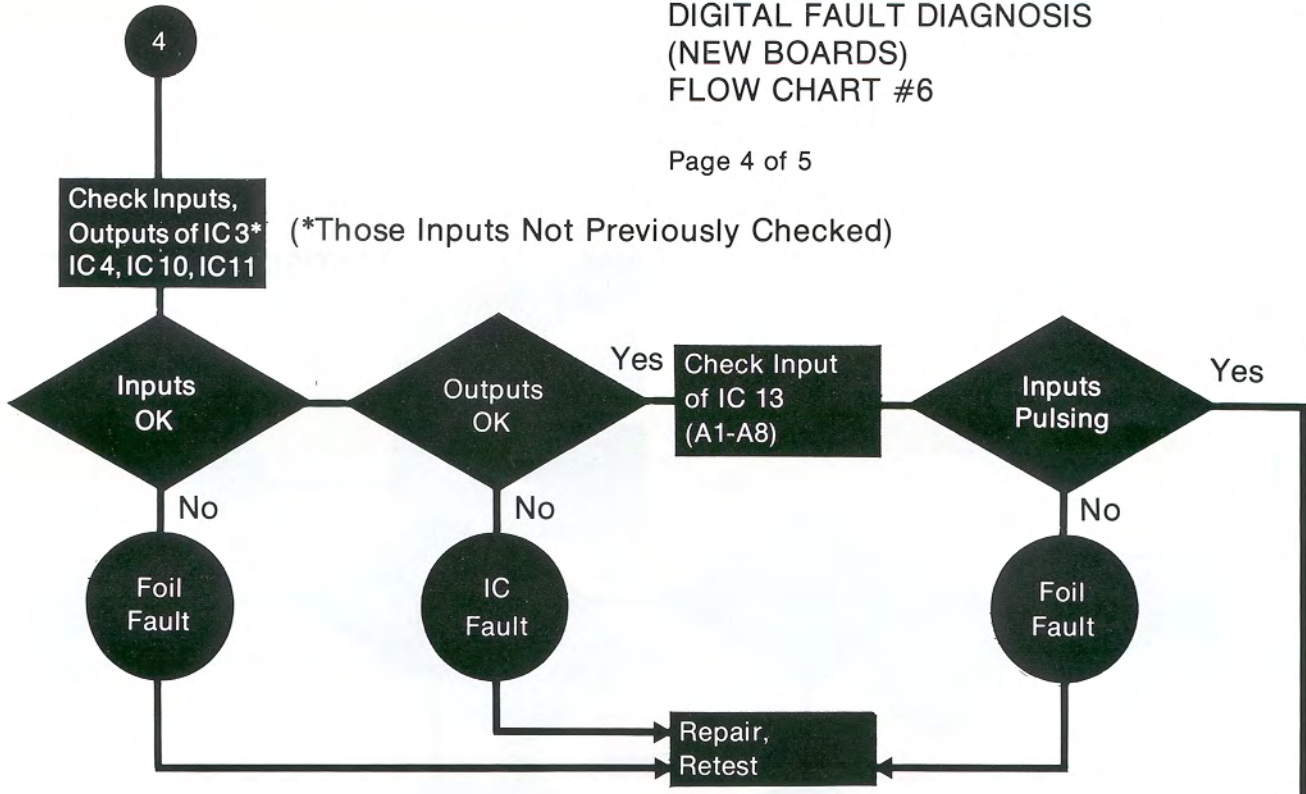 DIGITAL FAULT DIAGNOSIS
(NEW BOARDS)
FLOW CHART #6
Page 4 of 5
4
Check Inputs,
Outputs of IC 3*
IC 4, IC 10, IC11
(*Those Inputs Not Previously Checked)
Inputs
OK
Outputs
OK
Yes
Check Input
of IC 13
(A1-A8)
Inputs
Pulsing
Yes
No
No
No
Foil
Fault
IC
Fault
Foil
Fault
Repair,
Retest